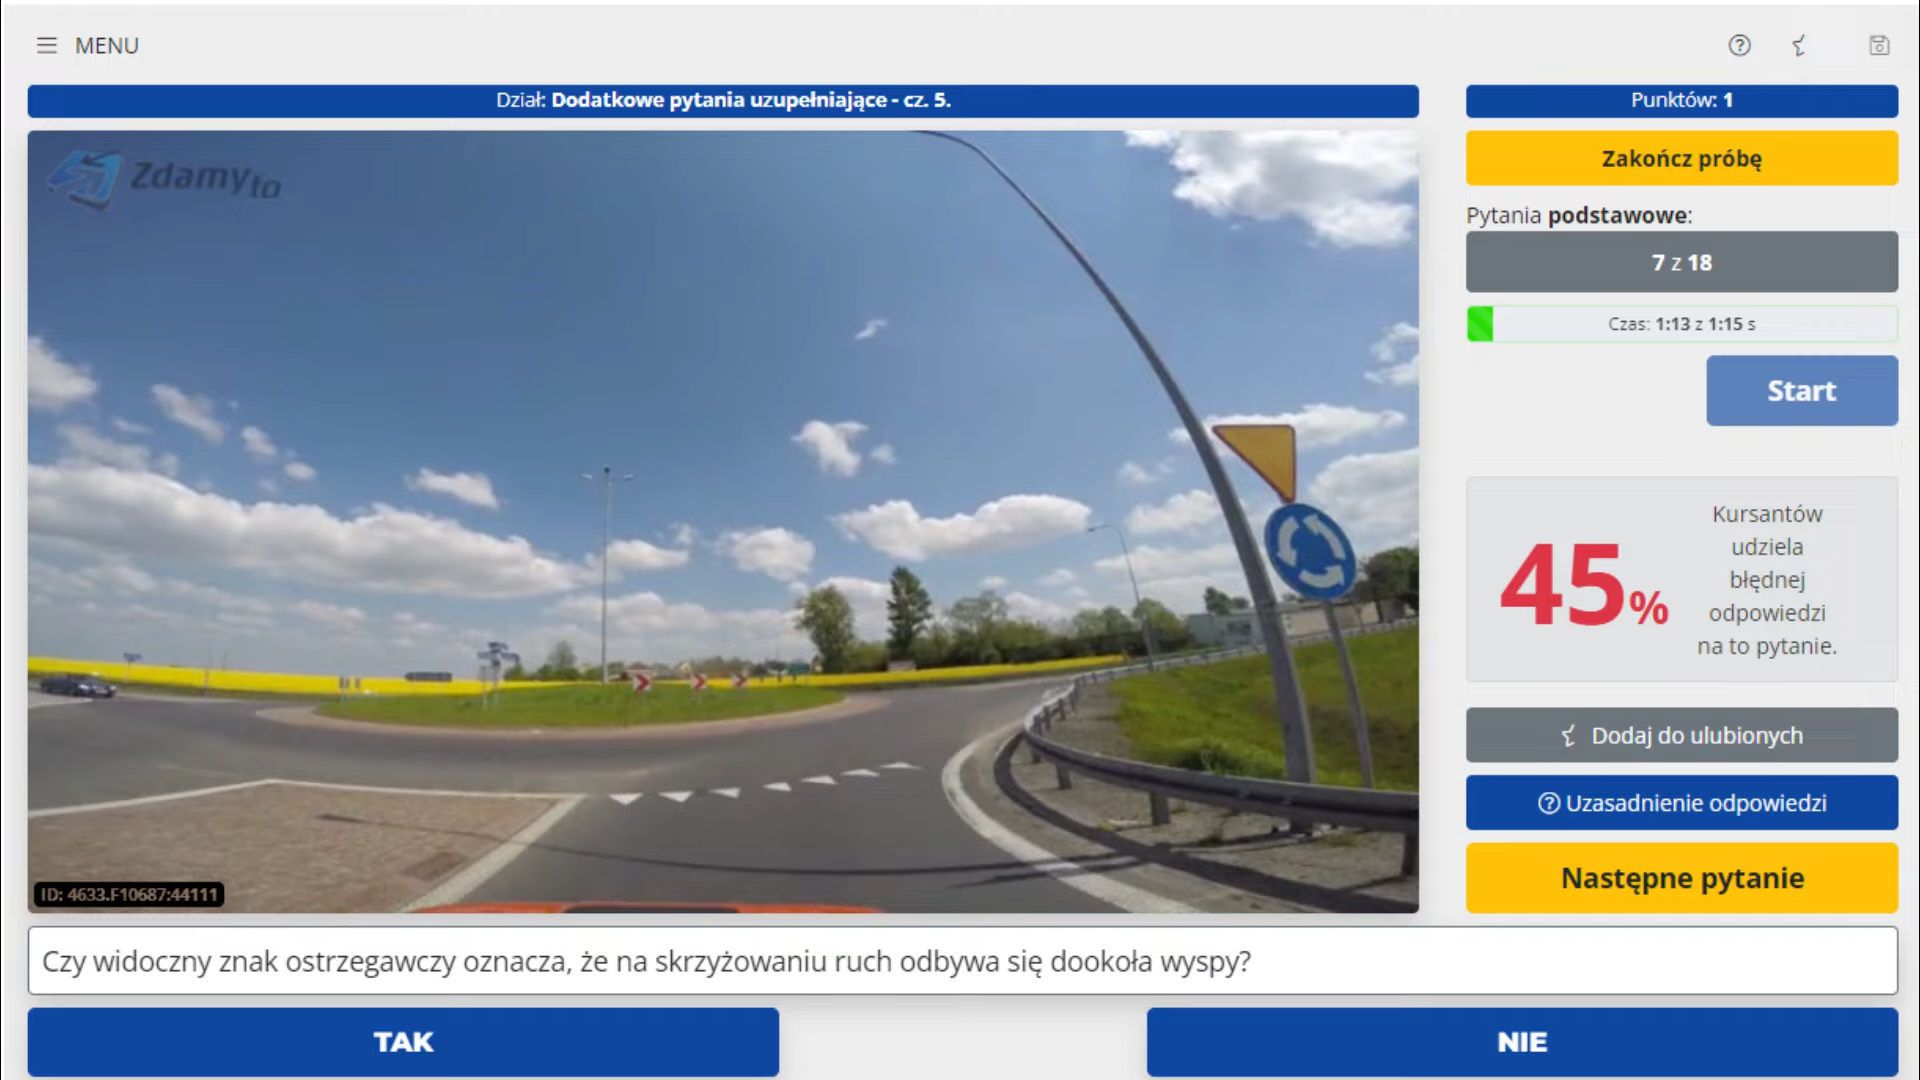 MENU
Dział: Dodatkowe pytania uzupełniające - cz. 5.
Punktów: 1
Zdamyto
Zakończ próbę
Pytania podstawowe:
7 z 18
Czas: 1:13 z 1:15 s
Start
45%
Kursantów
udziela
błędnej
odpowiedzi
na to pytanie.
Dodaj do ulubionych
Uzasadnienie odpowiedzi
Następne pytanie
ID: 4633.F10687:44111
Czy widoczny znak ostrzegawczy oznacza, że na skrzyżowaniu ruch odbywa się dookoła wyspy?
TAK
NIE